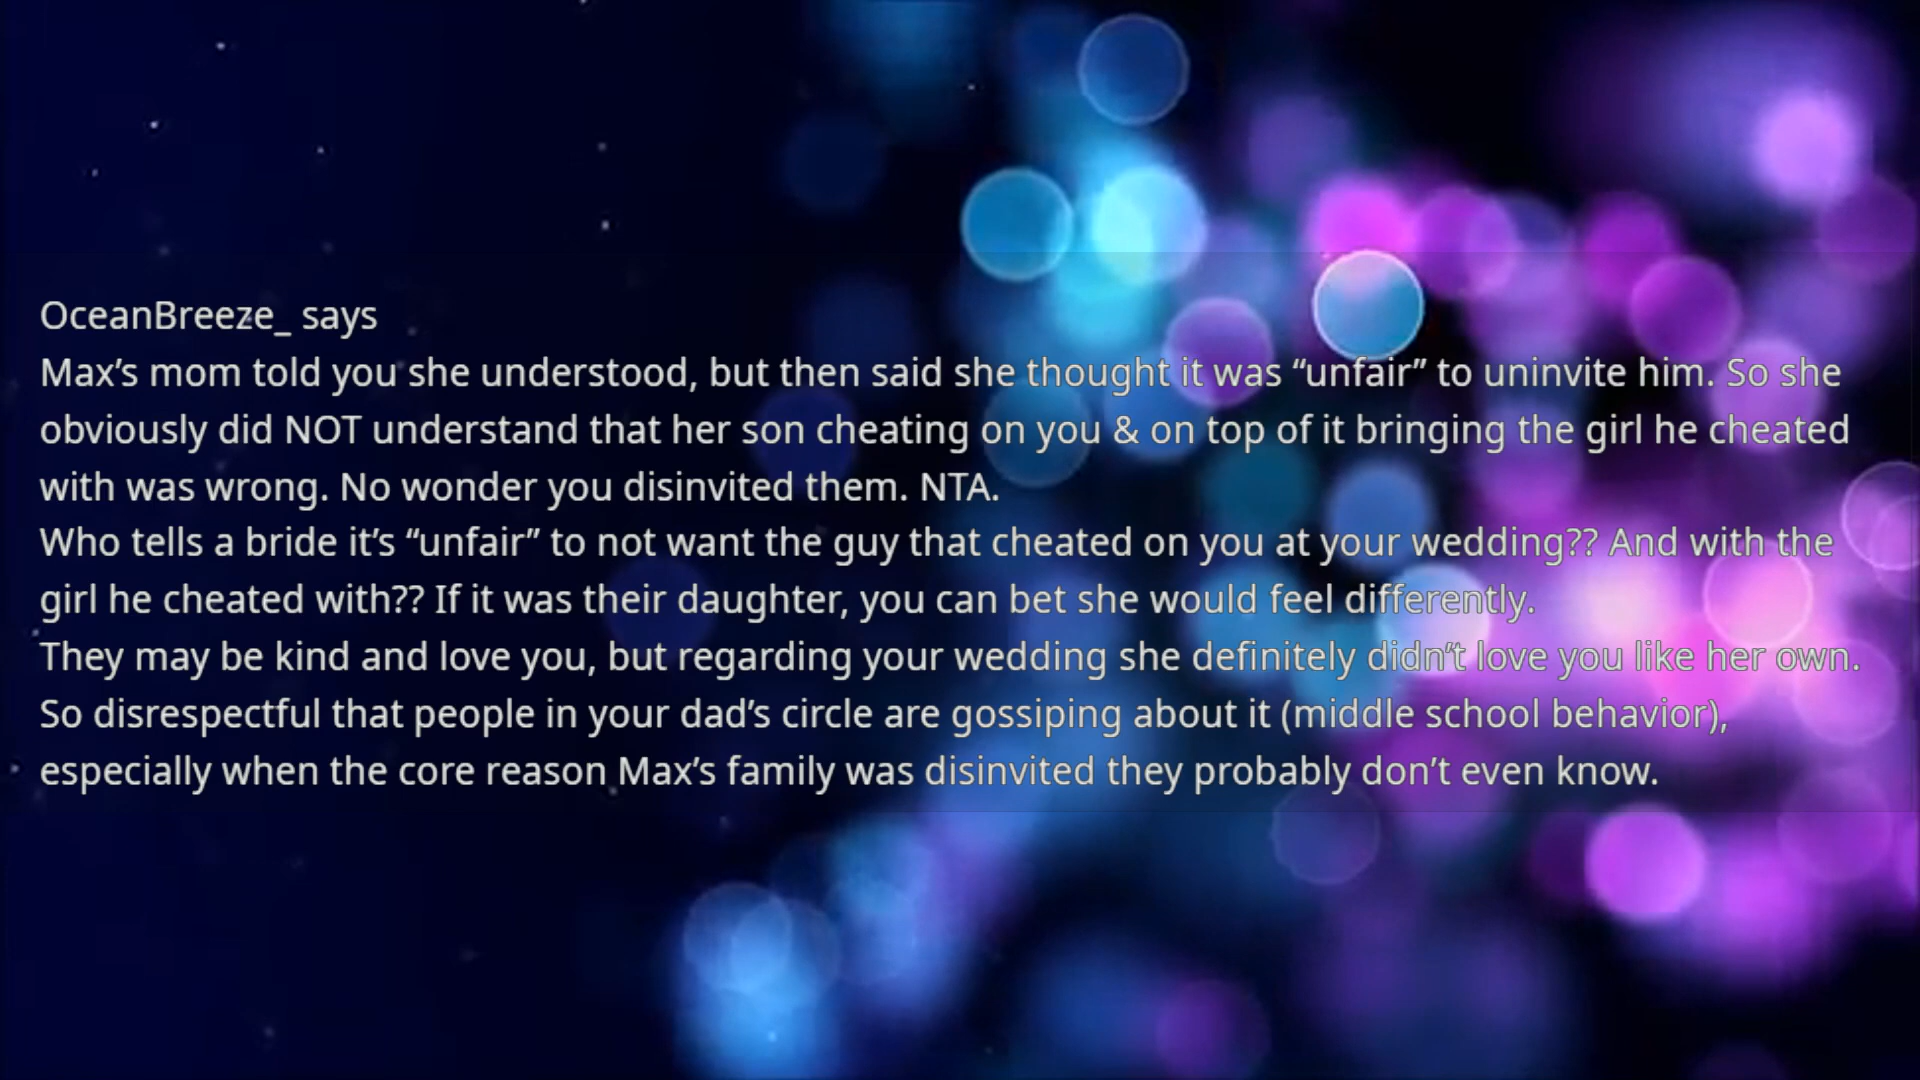 OceanBreeze_ says
Max’s mom told you she understood, but then said she thought it was “unfair” to uninvite him. So she
obviously did NOT understand that her son cheating on you & on top of it bringing the girl he cheated
with was wrong. No wonder you disinvited them. NTA.
Who tells a bride it’s “unfair” to not want the guy that cheated on you at your wedding?? And with the
girl he cheated with?? If it was their daughter, you can bet she would feel differently.
They may be kind and love you, but regarding your wedding she definitely didn’t love you like her own.
So disrespectful that people in your dad’s circle are gossiping about it (middle school behavior),
especially when the core reason Max’s family was disinvited they probably don’t even know.